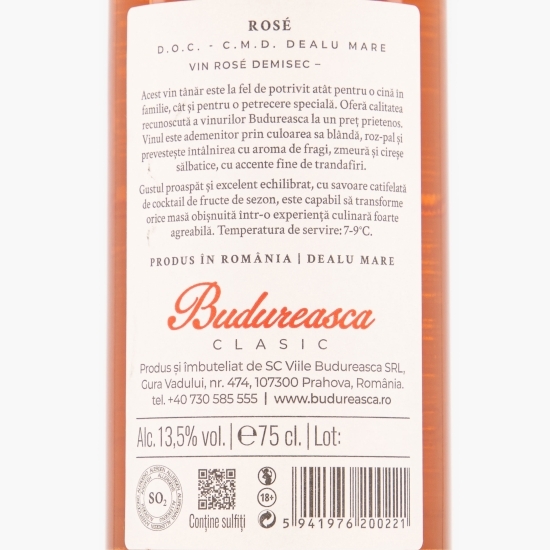 ROSÉ
D.O.C. - C.M.D. DEALU MARE
VIN ROSÉ DEMISEC –
Acest vin tânăr este la fel de potrivit atât pentru o cină în
familie, cât și pentru o petrecere specială. Oferă calitatea
recunoscută a vinurilor Budureasca la un preț prietenos.
Vinul este ademenitor prin culoarea sa blândă, roz-pal și
prevestește întâlnirea cu aroma de fragi, zmeură și cireșe
sălbatice, cu accente fine de trandafiri.
Gustul proaspăt și excelent echilibrat, cu savoare catifelată
de cocktail de fructe de sezon, este capabil să transforme
orice masă obișnuită într-o experiență culinară foarte
agreabilă. Temperatura de servire: 7-9°C.
PRODUS ÎN ROMÂNIA | DEALU MARE
Budureasca
CLASIC
Produs și îmbuteliat de SC Viile Budureasca SRL,
Gura Vadului, nr. 474, 107300 Prahova, România.
tel. +40 730 585 555 | www.budureasca.ro
Alc. 13,5% vol. | ℮ 75 cl. | Lot:
SO₂
Conține sulfiți
18+
5 941976 200221